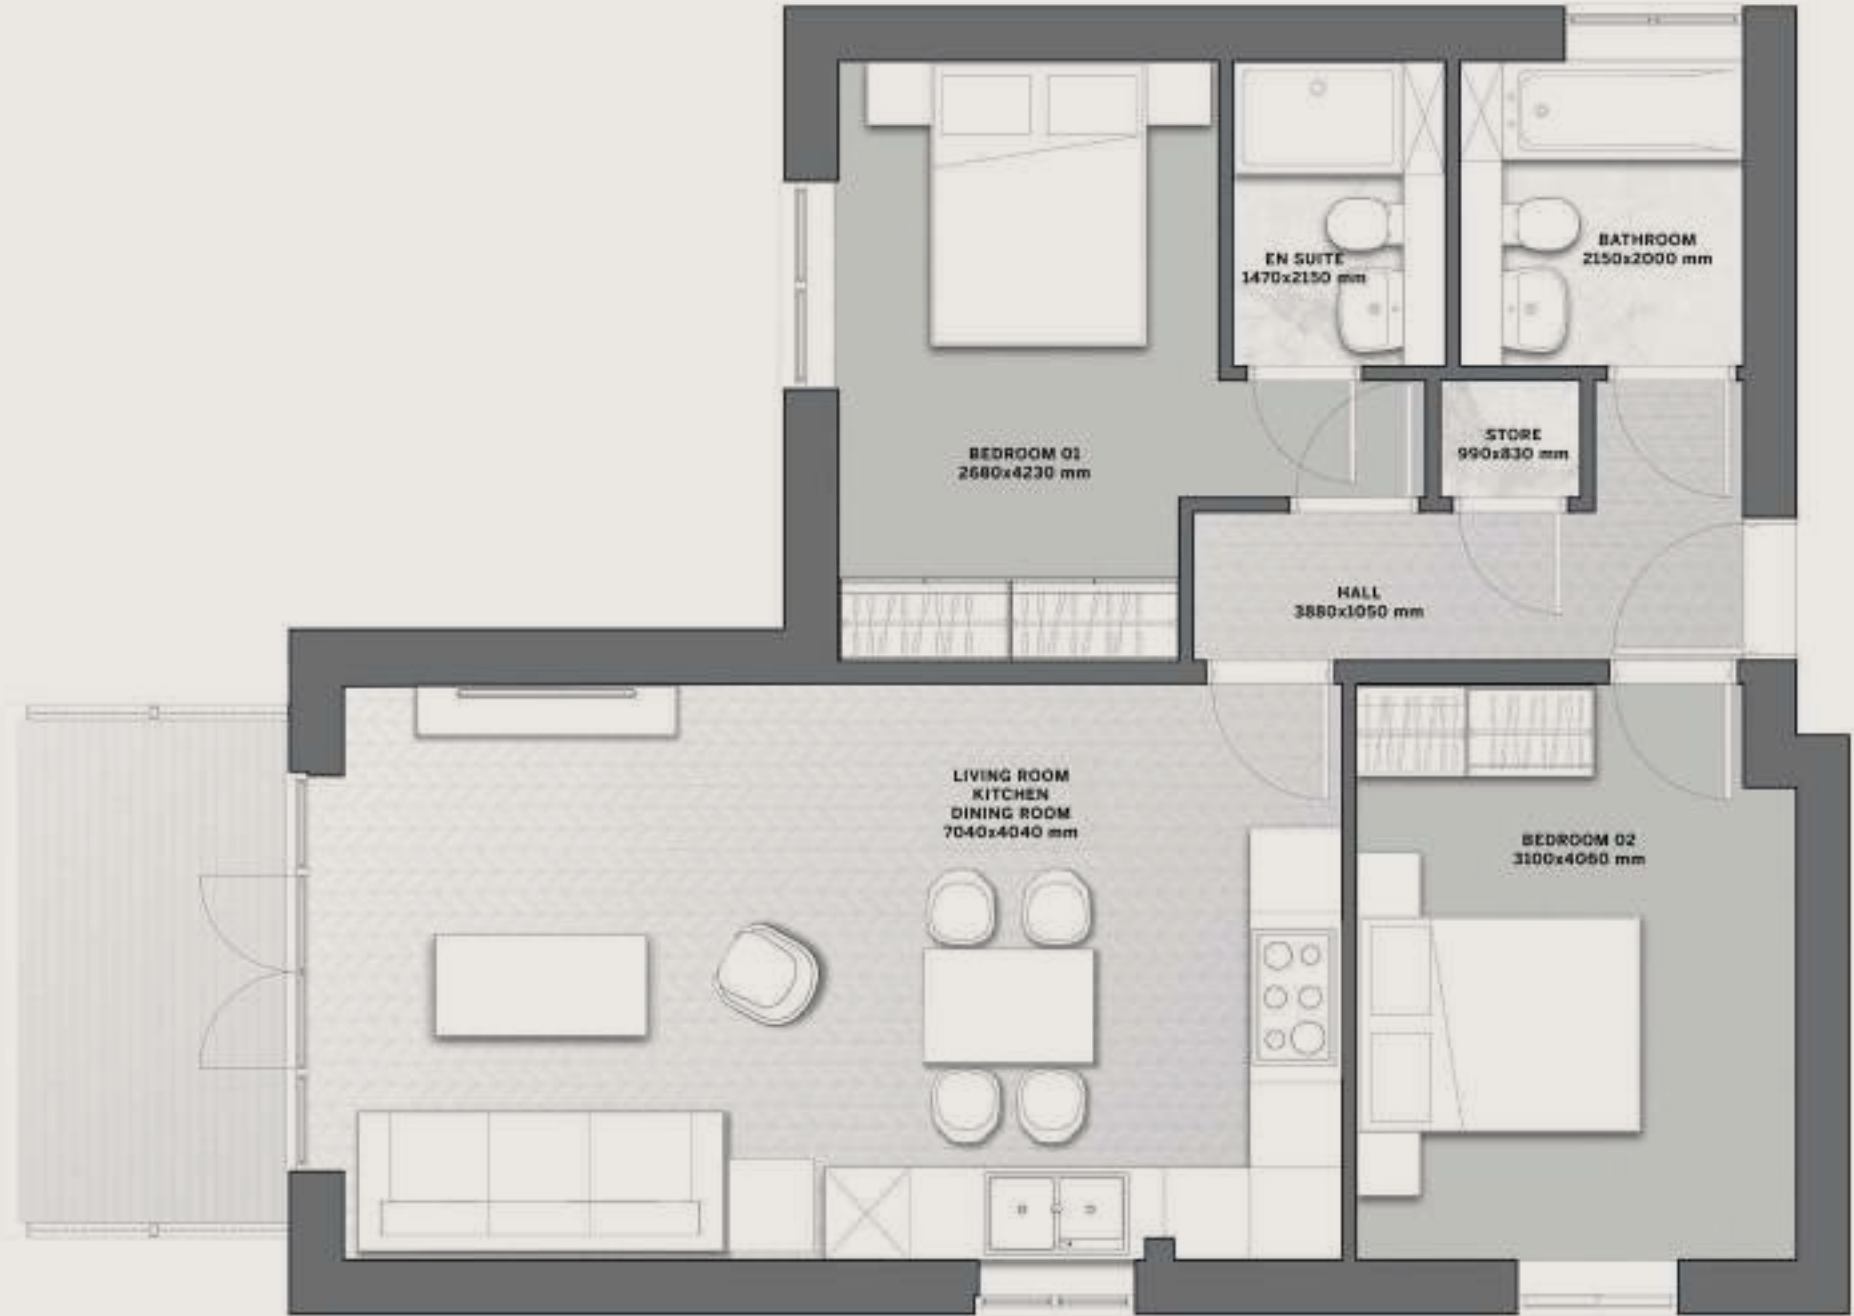 EN SUITE
1470x2150 mm
BATHROOM
2150x2000 mm
BEDROOM 01
2680x4230 mm
STORE
990x830 mm
HALL
3880x1050 mm
LIVING ROOM
KITCHEN
DINING ROOM
7040x4040 mm
BEDROOM 02
3100x4050 mm